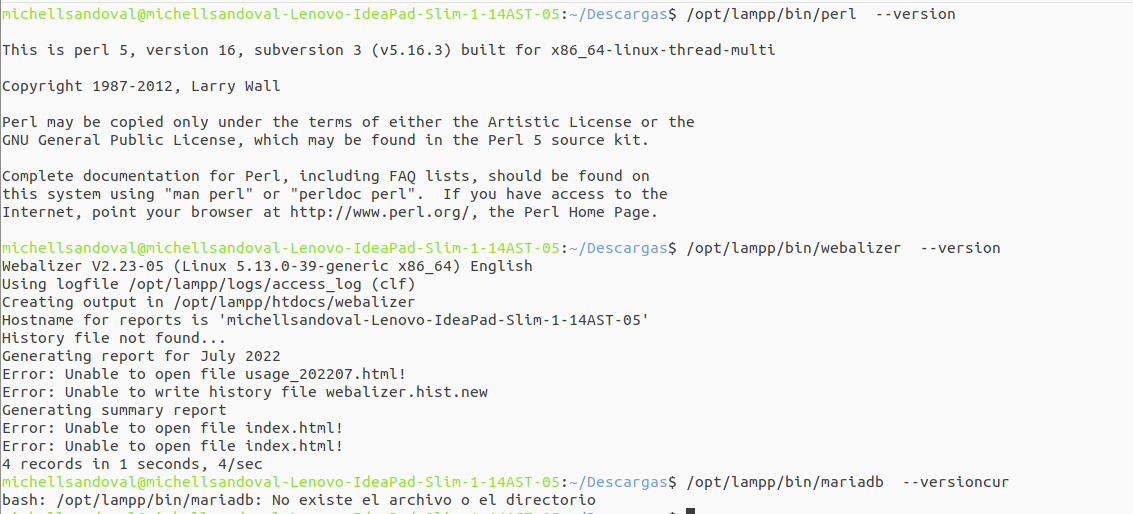 michellsandoval@michellsandoval-Lenovo-IdeaPad-Slim-1-14AST-05:~/Descargas$ /opt/lampp/bin/perl  --version
This is perl 5, version 16, subversion 3 (v5.16.3) built for x86_64-linux-thread-multi
Copyright 1987-2012, Larry Wall
Perl may be copied only under the terms of either the Artistic License or the
GNU General Public License, which may be found in the Perl 5 source kit.
Complete documentation for Perl, including FAQ lists, should be found on
this system using "man perl" or "perldoc perl".  If you have access to the
Internet, point your browser at http://www.perl.org/, the Perl Home Page.
michellsandoval@michellsandoval-Lenovo-IdeaPad-Slim-1-14AST-05:~/Descargas$ /opt/lampp/bin/webalizer  --version
Webalizer V2.23-05 (Linux 5.13.0-39-generic x86_64) English
Using logfile /opt/lampp/logs/access_log (clf)
Creating output in /opt/lampp/htdocs/webalizer
Hostname for reports is 'michellsandoval-Lenovo-IdeaPad-Slim-1-14AST-05'
History file not found...
Generating report for July 2022
Error: Unable to open file usage_202207.html!
Error: Unable to write history file webalizer.hist.new
Generating summary report
Error: Unable to open file index.html!
Error: Unable to open file index.html!
4 records in 1 seconds, 4/sec
michellsandoval@michellsandoval-Lenovo-IdeaPad-Slim-1-14AST-05:~/Descargas$ /opt/lampp/bin/mariadb  --versioncur
bash: /opt/lampp/bin/mariadb: No existe el archivo o el directorio